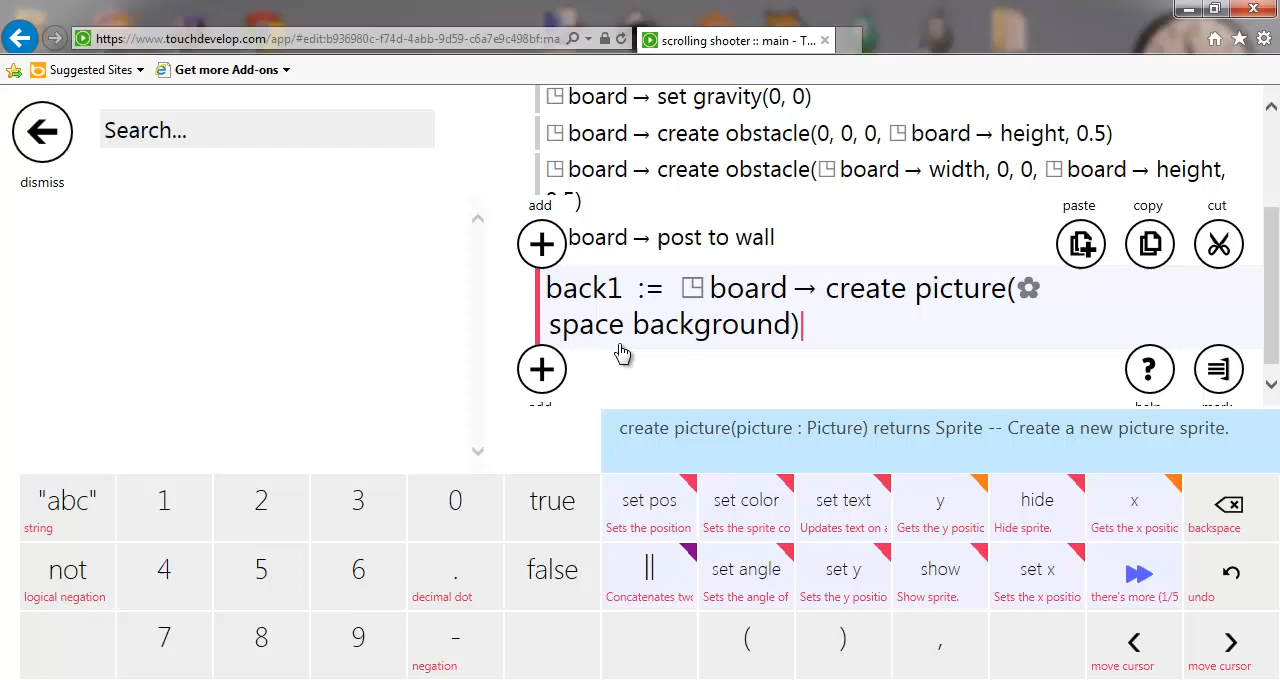 https://www.touchdevelop.com/app/#edit:b936980c-f74d-4abb-9d59-c6a7e9c498bf:ma
scrolling shooter :: main - T...
Suggested Sites
Get more Add-ons
Search...
dismiss
board → set gravity(0, 0)
board → create obstacle(0, 0, 0, board → height, 0.5)
board → create obstacle(board → width, 0, 0, board → height,
add
board → post to wall
paste
copy
cut
back1 := board → create picture(
space background)
create picture(picture : Picture) returns Sprite -- Create a new picture sprite.
"abc" 1 2 3 0 true set pos set color set text y hide x
string Sets the position Sets the sprite co Updates text on a Gets the y positic Hide sprite. Gets the x positic backspace
not 4 5 6 . false || set angle set y show set x
logical negation decimal dot Concatenates two Sets the angle of Sets the y positio Show sprite. Sets the x positio there's more (1/5 undo
7 8 9 - ( ) , < >
negation move cursor move cursor